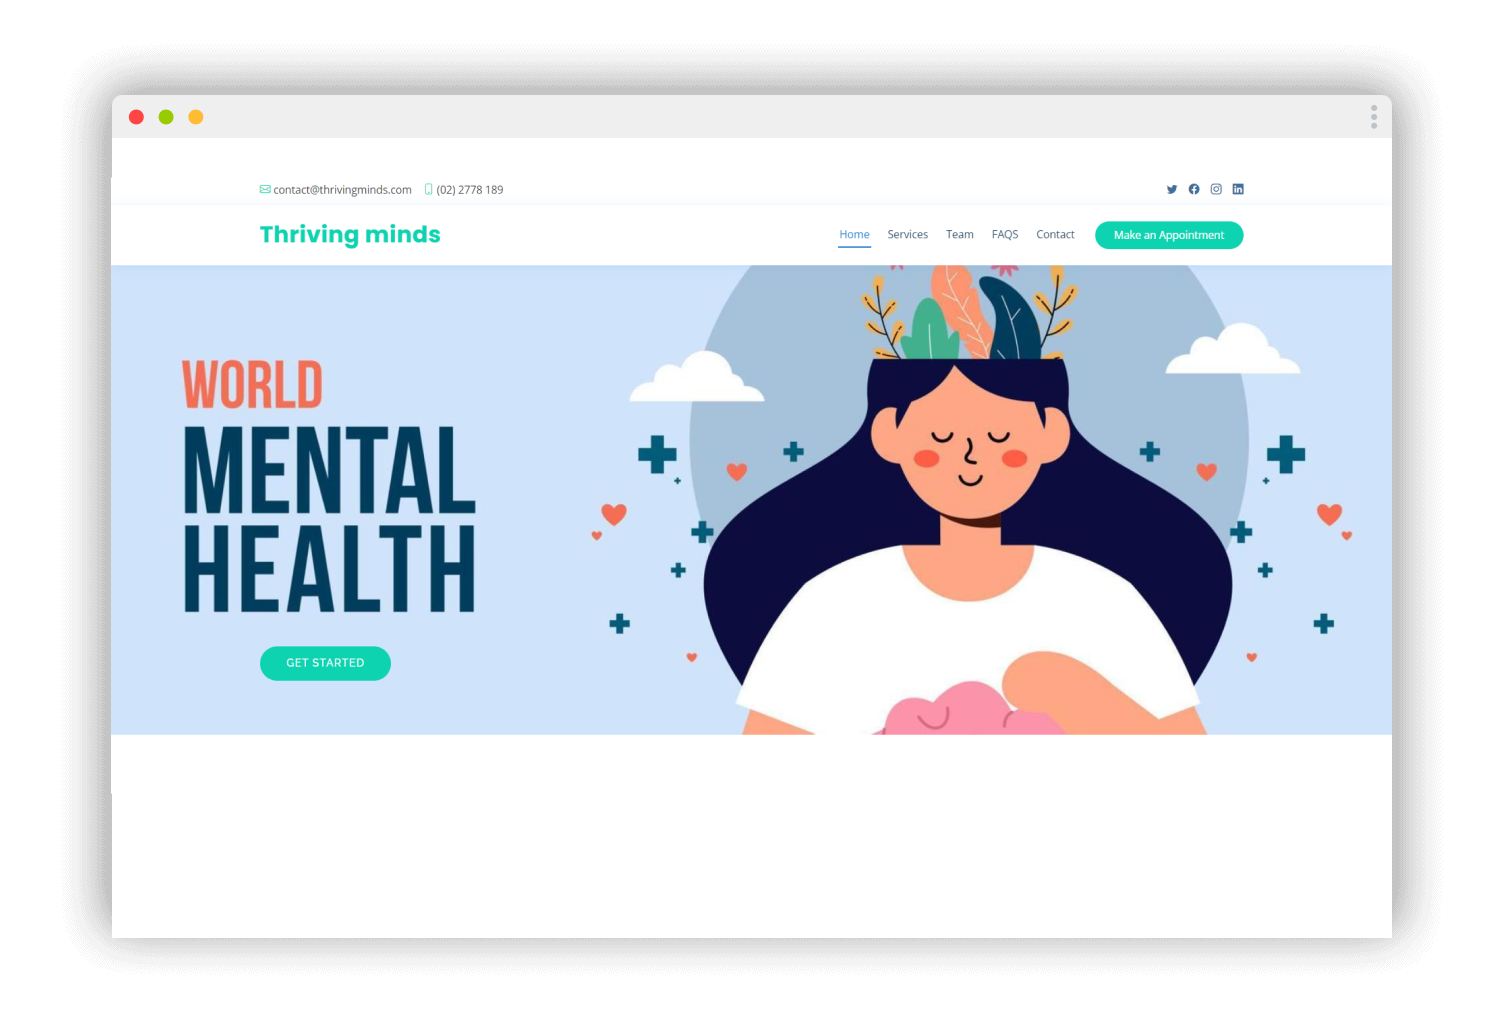 contact@thrivingminds.com (02) 2778 189
Thriving minds
Home Services Team FAQS Contact Make an Appointment
WORLD
MENTAL
HEALTH
GET STARTED